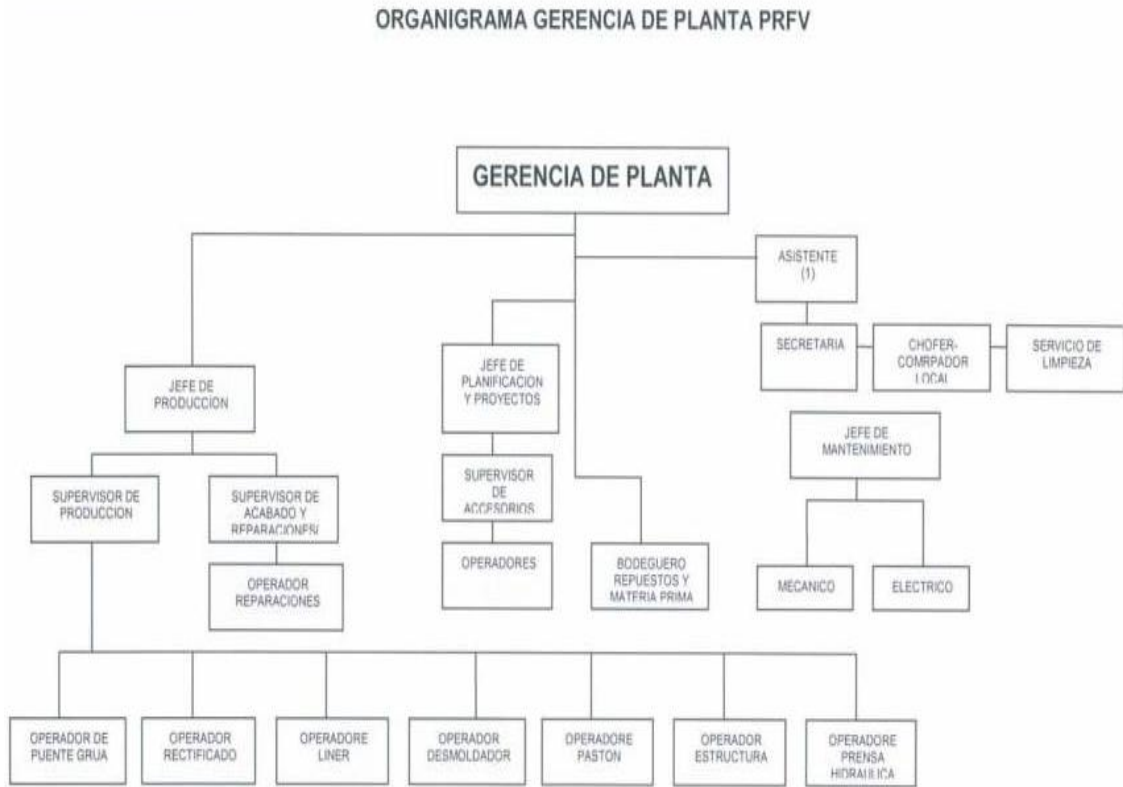 ORGANIGRAMA GERENCIA DE PLANTA PRFV
GERENCIA DE PLANTA
ASISTENTE
(1)
SECRETARIA
CHOFER-
COMRPADOR
LOCAL
SERVICIO DE
LIMPIEZA
JEFE DE
PRODUCCION
JEFE DE
PLANIFICACION
Y PROYECTOS
JEFE DE
MANTENIMIENTO
SUPERVISOR DE
PRODUCCION
SUPERVISOR DE
ACABADO Y
REPARACIONES/
SUPERVISOR
DE
ACCESORIOS
OPERADOR
REPARACIONES
OPERADORES
BODEGUERO
REPUESTOS Y
MATERIA PRIMA
MECANICO
ELECTRICO
OPERADOR DE
PUENTE GRUA
OPERADOR
RECTIFICADO
OPERADORE
LINER
OPERADOR
DESMOLDADOR
OPERADORE
PASTON
OPERADOR
ESTRUCTURA
OPERADORE
PRENSA
HIDRAULICA